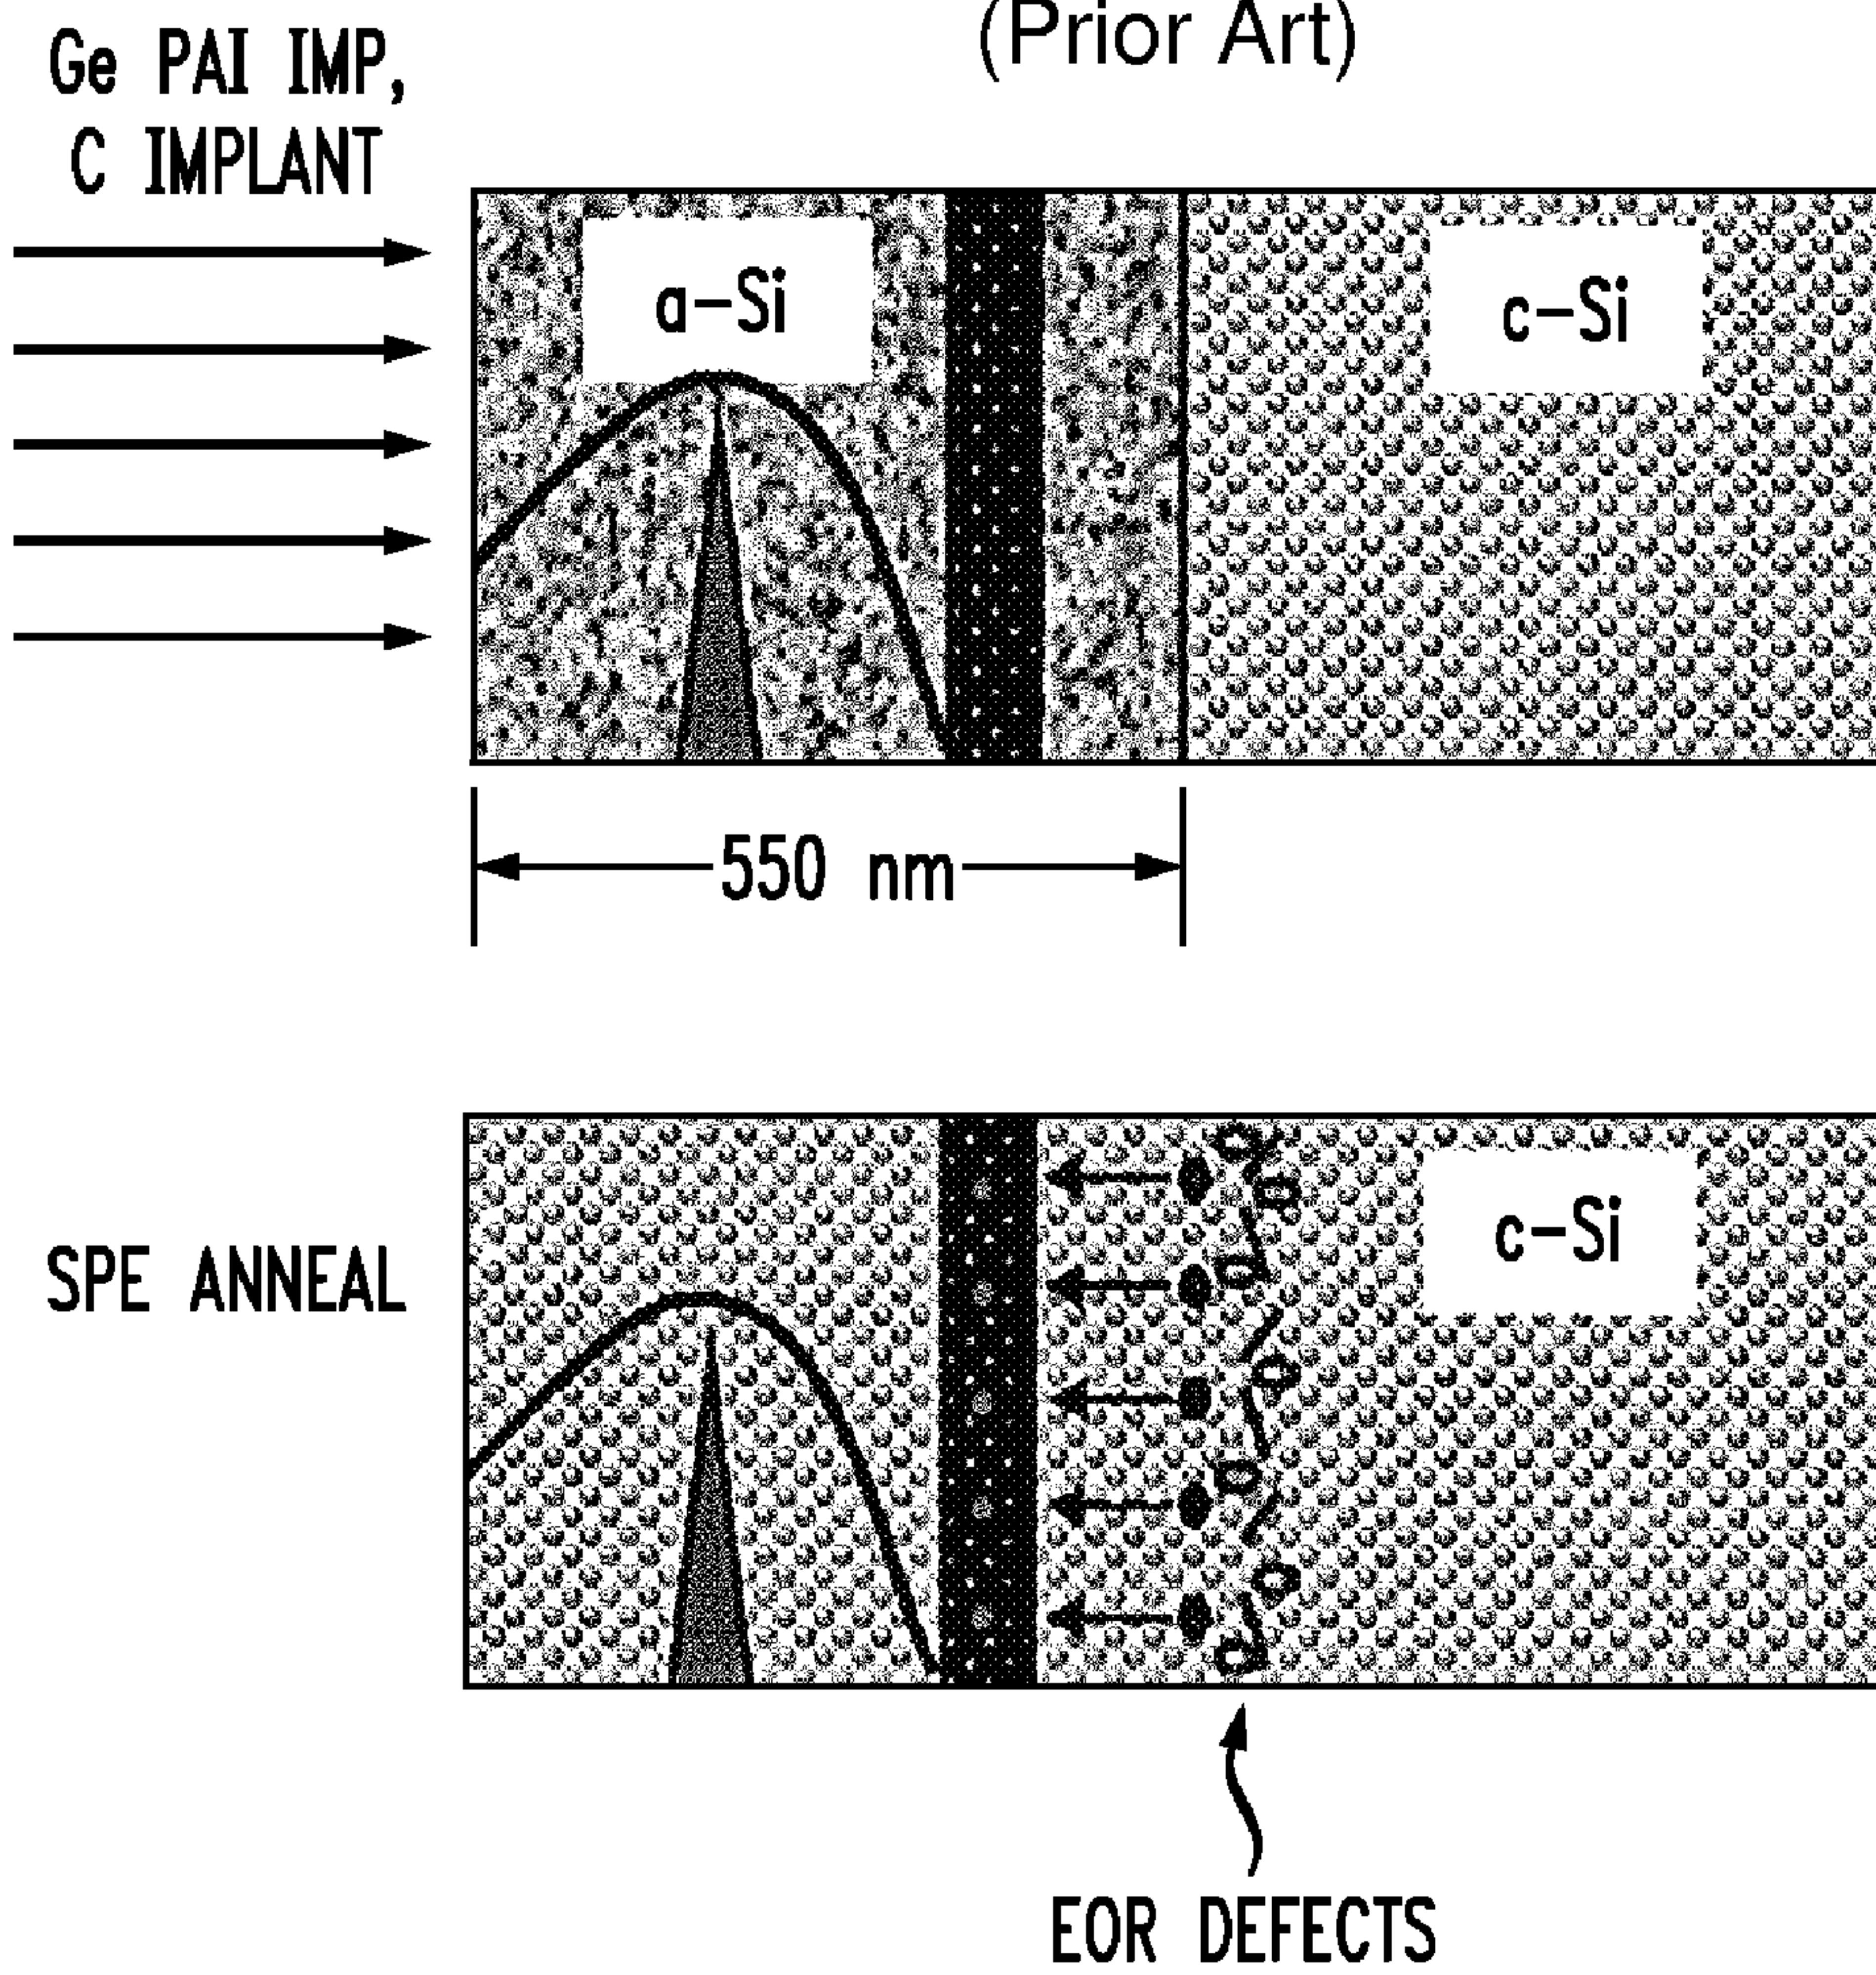 (Prior Art)
Ge PAI IMP,
C IMPLANT
a-Si
c-Si
550 nm
SPE ANNEAL
c-Si
EOR DEFECTS